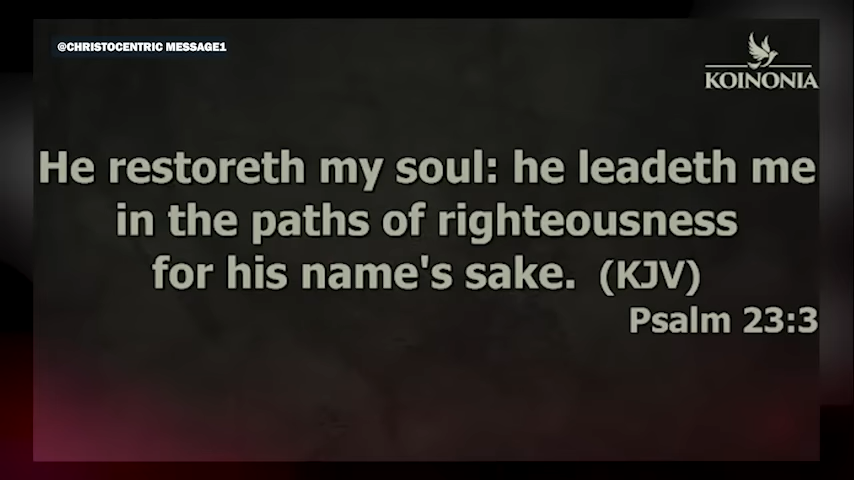 @CHRISTOCENTRIC MESSAGE1
KOINONIA
He restoreth my soul: he leadeth me
in the paths of righteousness
for his name's sake. (KJV)
Psalm 23:3